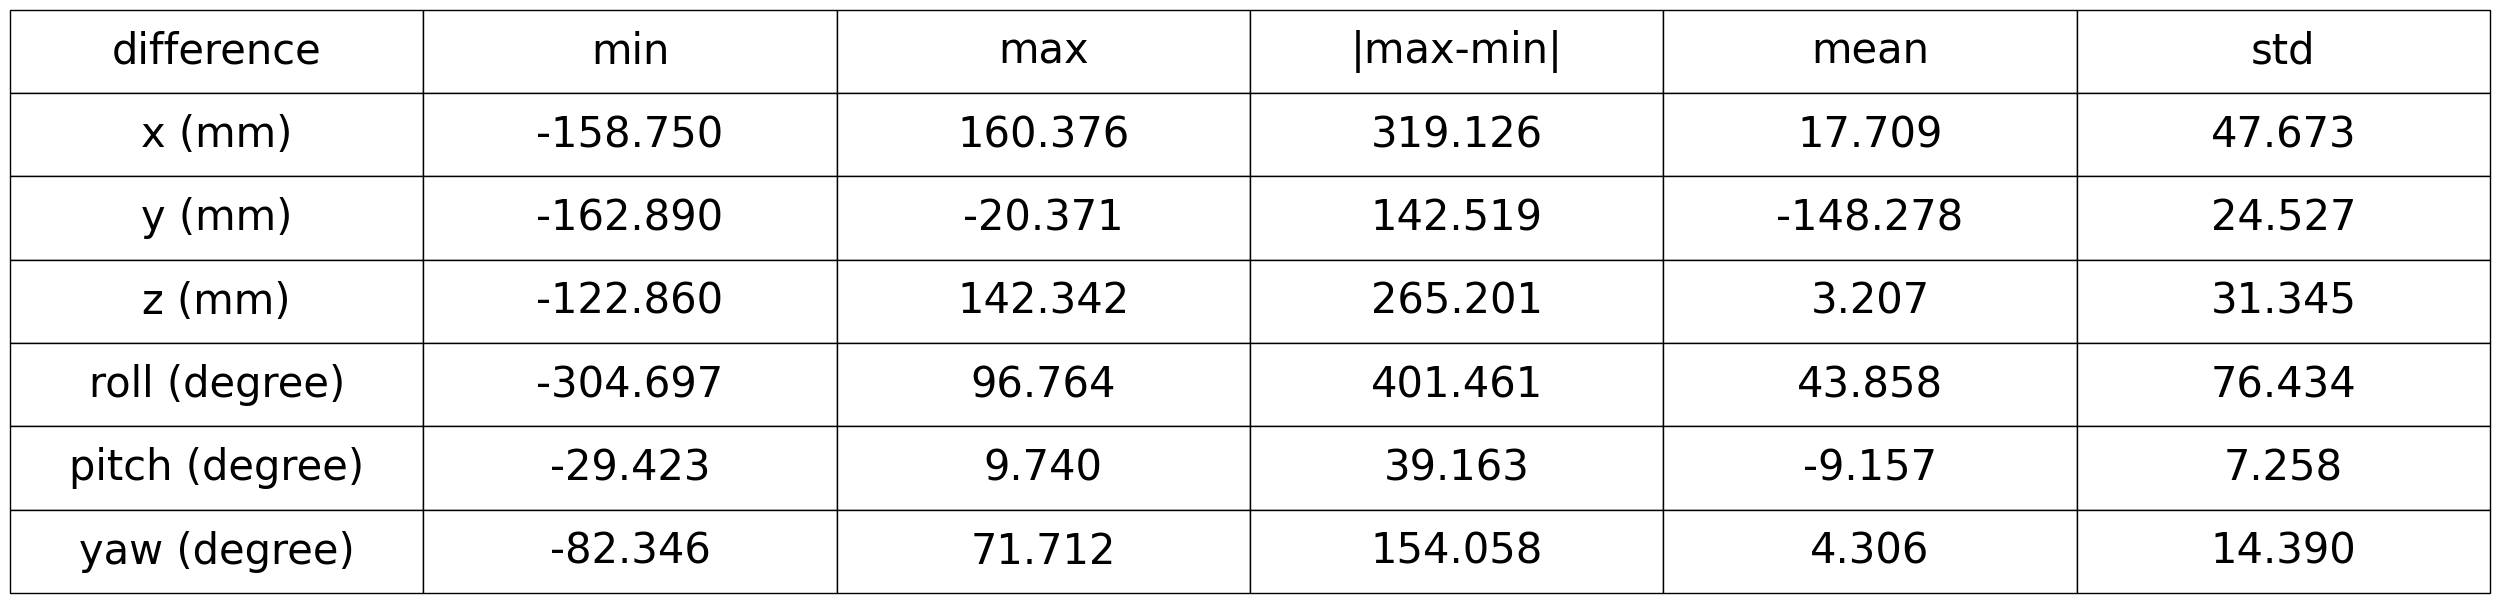 difference min max |max-min| mean std
x (mm) -158.750 160.376 319.126 17.709 47.673
y (mm) -162.890 -20.371 142.519 -148.278 24.527
z (mm) -122.860 142.342 265.201 3.207 31.345
roll (degree) -304.697 96.764 401.461 43.858 76.434
pitch (degree) -29.423 9.740 39.163 -9.157 7.258
yaw (degree) -82.346 71.712 154.058 4.306 14.390